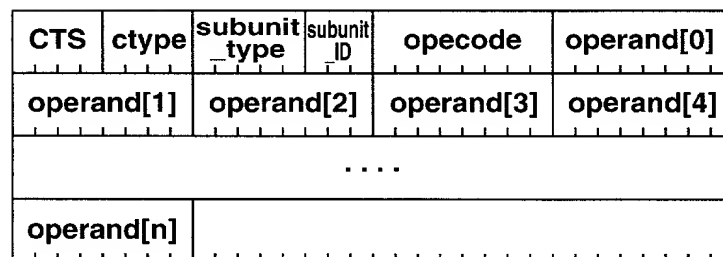 CTS ctype subunit_type subunit_ID opecode operand[0]
operand[1] operand[2] operand[3] operand[4]
....
operand[n]